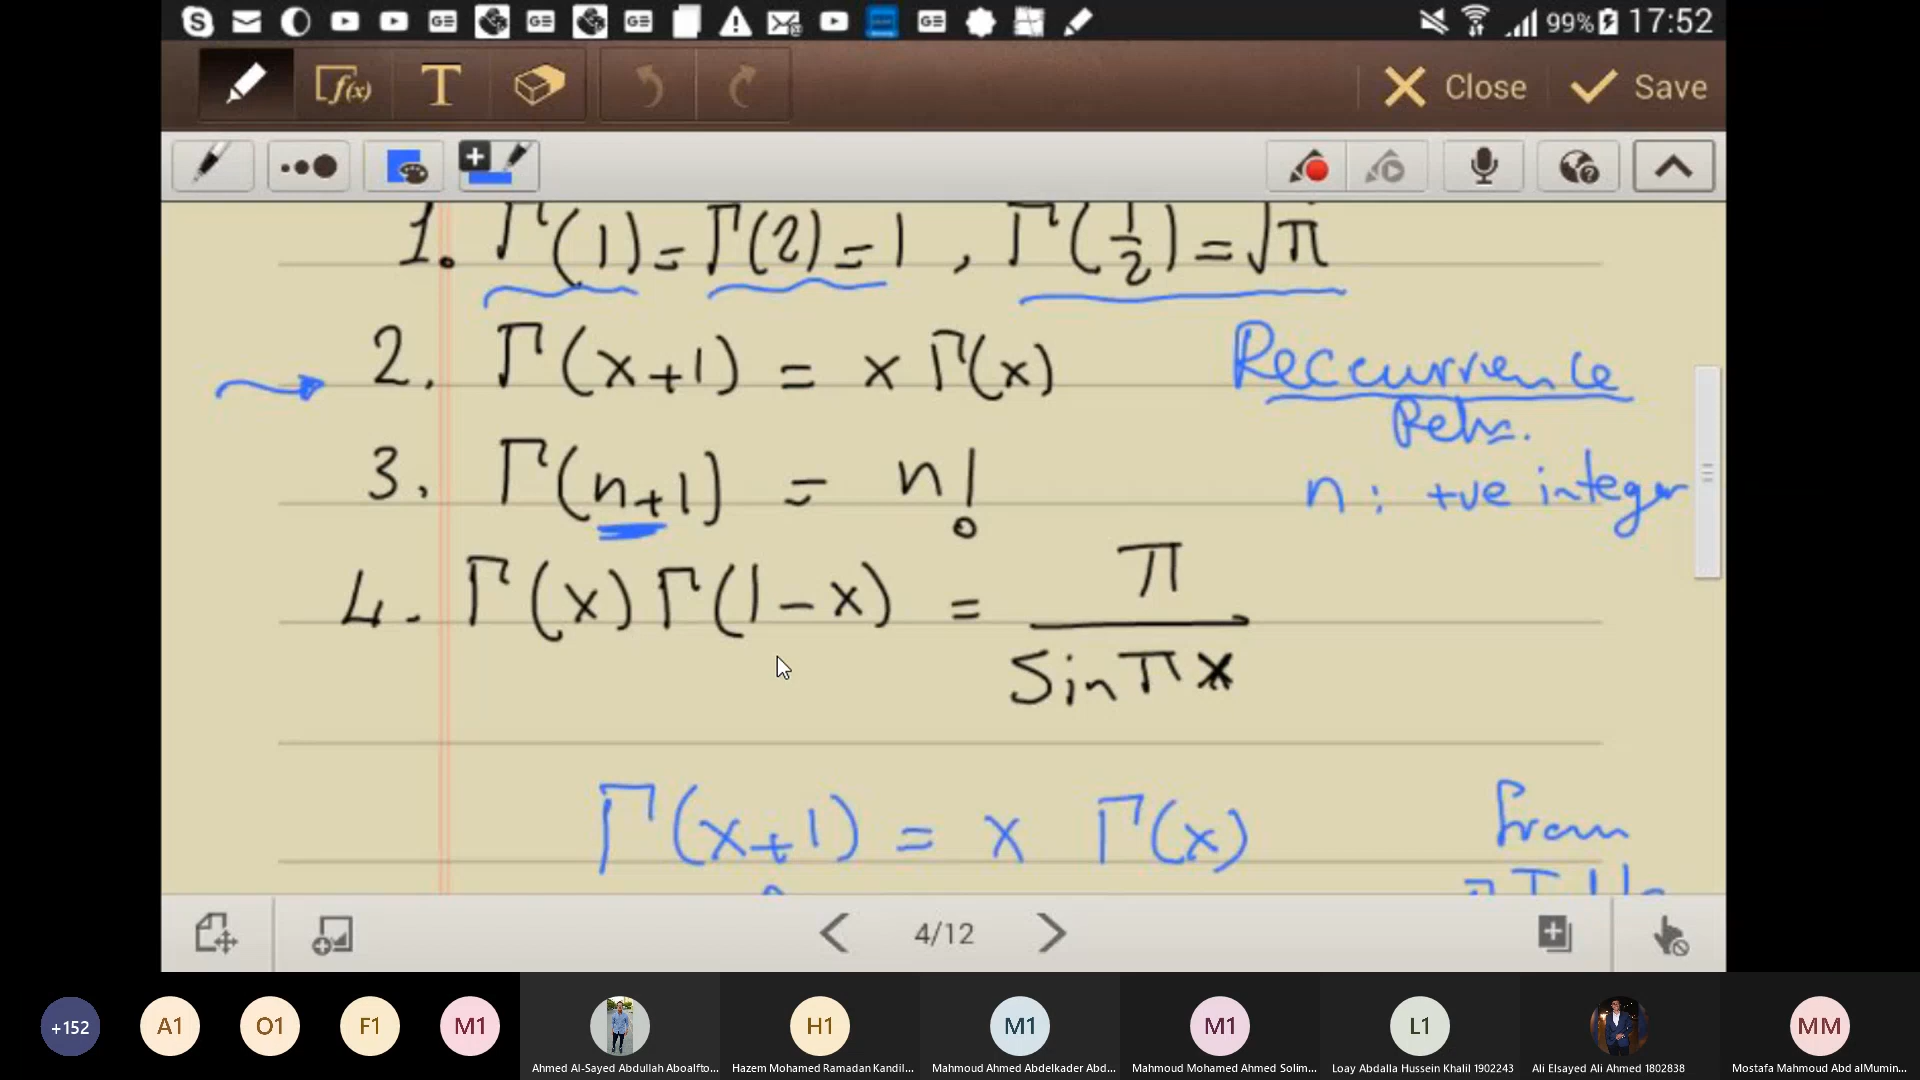 99% 17:52
Close Save
1. Γ(1) = Γ(2) = 1 , Γ(1/2) = √π
2. Γ(x+1) = x Γ(x) Reccurrence
Reln.
3. Γ(n+1) = n! n : +ve integer
4. Γ(x) Γ(1-x) = π / Sin π x
Γ(x+1) = x Γ(x) from
4/12
+152 A1 O1 F1 M1 H1 M1 M1 L1 MM
Ahmed Al-Sayed Abdullah Aboalfto... Hazem Mohamed Ramadan Kandil... Mahmoud Ahmed Abdelkader Abd... Mahmoud Mohamed Ahmed Solim... Loay Abdalla Hussein Khalil 1902243 Ali Elsayed Ali Ahmed 1802838 Mostafa Mahmoud Abd alMumin...